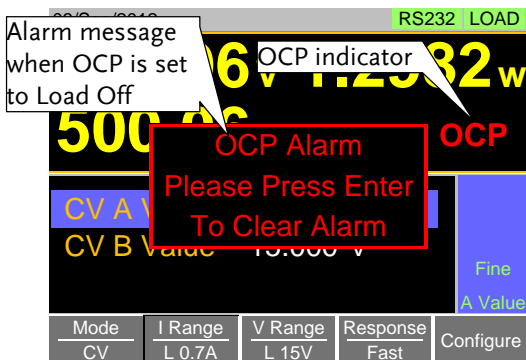 RS232 LOAD
Alarm message
when OCP is set
to Load Off
OCP indicator
OCP
OCP Alarm
Please Press Enter
To Clear Alarm
CV A
CV B Value
Fine
A Value
Mode
CV
I Range
L 0.7A
V Range
L 15V
Response
Fast
Configure